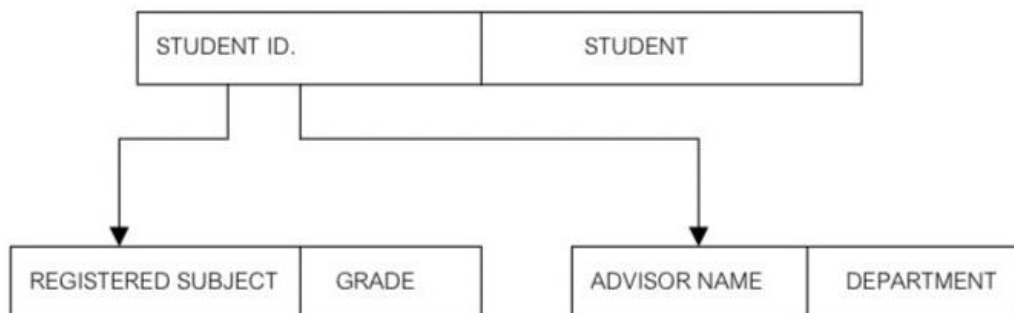 STUDENT ID. STUDENT
REGISTERED SUBJECT GRADE ADVISOR NAME DEPARTMENT